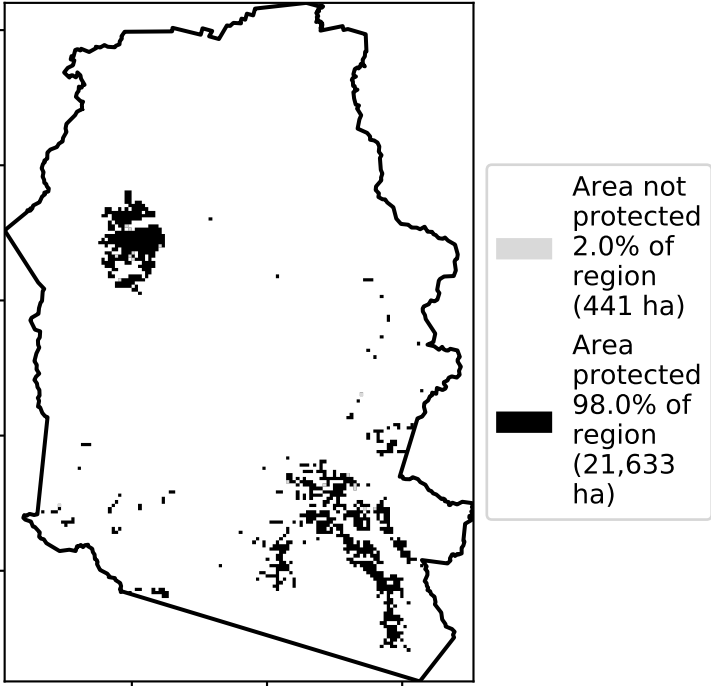 Area not
protected
2.0% of
region
(441 ha)
Area
protected
98.0% of
region
(21,633
ha)